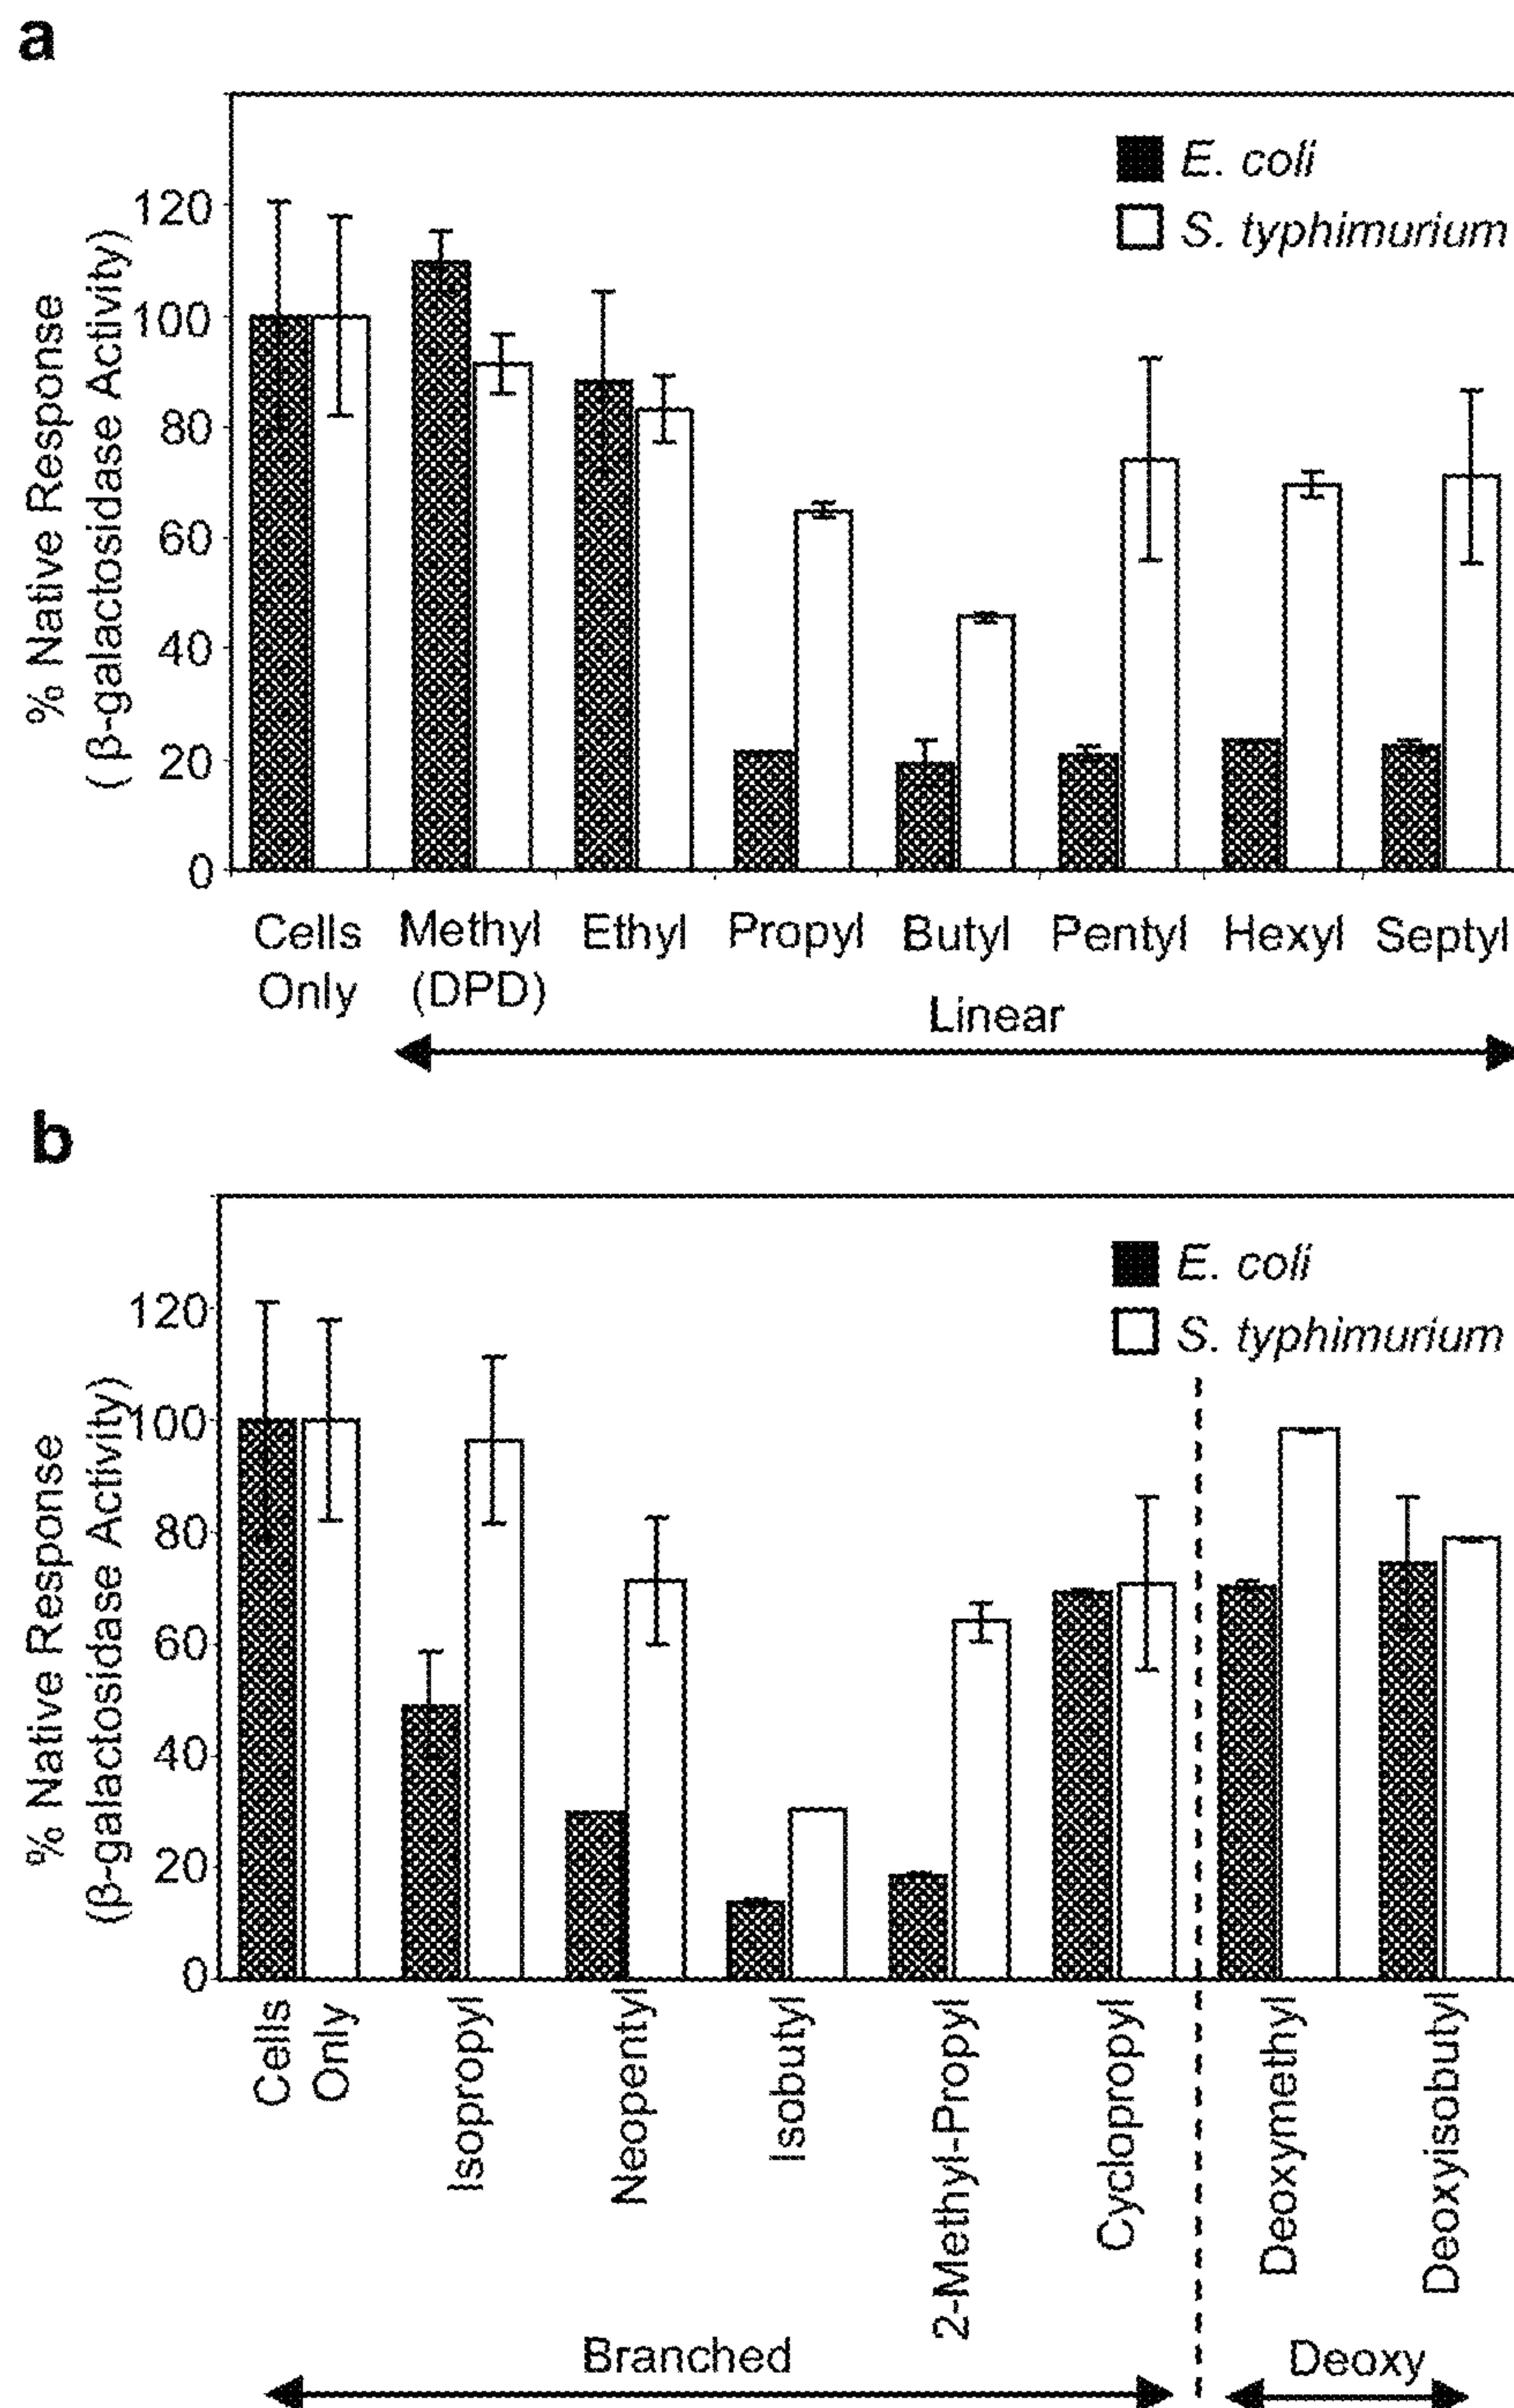 a
E. coli
S. typhimurium
% Native Response
( β-galactosidase Activity)
120
100
80
60
40
20
0
Cells Only
Methyl (DPD)
Ethyl
Propyl
Butyl
Pentyl
Hexyl
Septyl
Linear
b
E. coli
S. typhimurium
% Native Response
(β-galactosidase Activity)
120
100
80
60
40
20
0
Cells Only
Isopropyl
Neopentyl
Isobutyl
2-Methyl-Propyl
Cyclopropyl
Deoxymethyl
Deoxyisobutyl
Branched
Deoxy